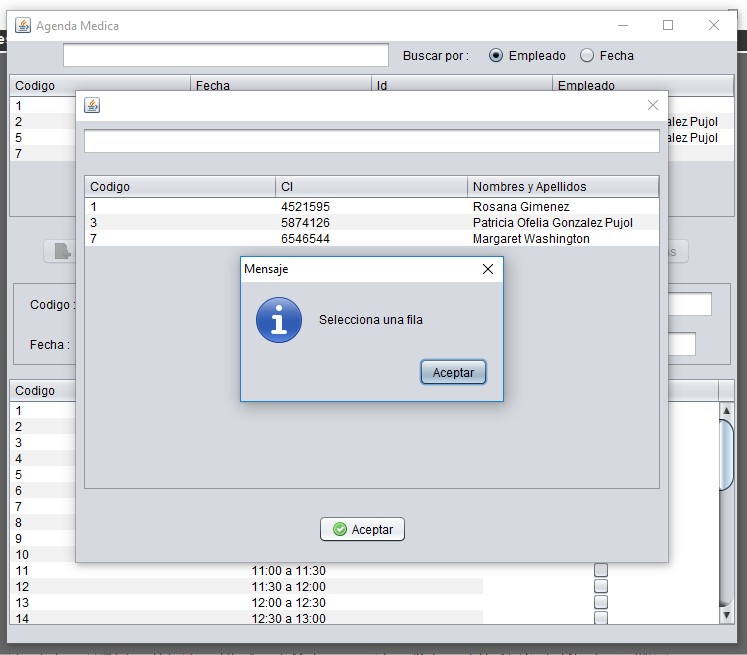 Agenda Medica
Buscar por : Empleado Fecha
Codigo Fecha Id Empleado
1
2 alez Pujol
5 alez Pujol
7
Codigo CI Nombres y Apellidos
1 4521595 Rosana Gimenez
3 5874126 Patricia Ofelia Gonzalez Pujol
7 6546544 Margaret Washington
Mensaje
Selecciona una fila
Aceptar
Codigo :
Fecha :
Codigo
1
2
3
4
5
6
7
8
9
10
Aceptar
11 11:00 a 11:30
12 11:30 a 12:00
13 12:00 a 12:30
14 12:30 a 13:00